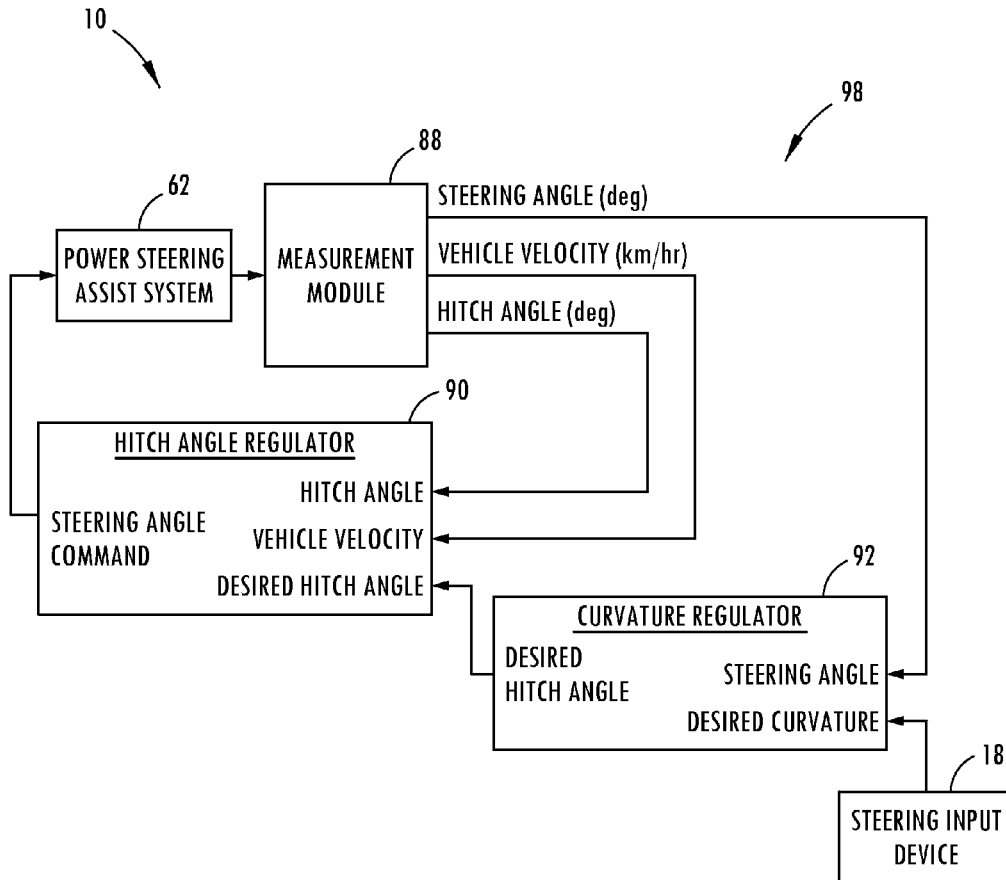 10
98
88
62
STEERING ANGLE (deg)
POWER STEERING
ASSIST SYSTEM
MEASUREMENT
MODULE
VEHICLE VELOCITY (km/hr)
HITCH ANGLE (deg)
90
HITCH ANGLE REGULATOR
HITCH ANGLE
STEERING ANGLE
COMMAND
VEHICLE VELOCITY
DESIRED HITCH ANGLE
92
CURVATURE REGULATOR
DESIRED
HITCH ANGLE
STEERING ANGLE
DESIRED CURVATURE
18
STEERING INPUT
DEVICE